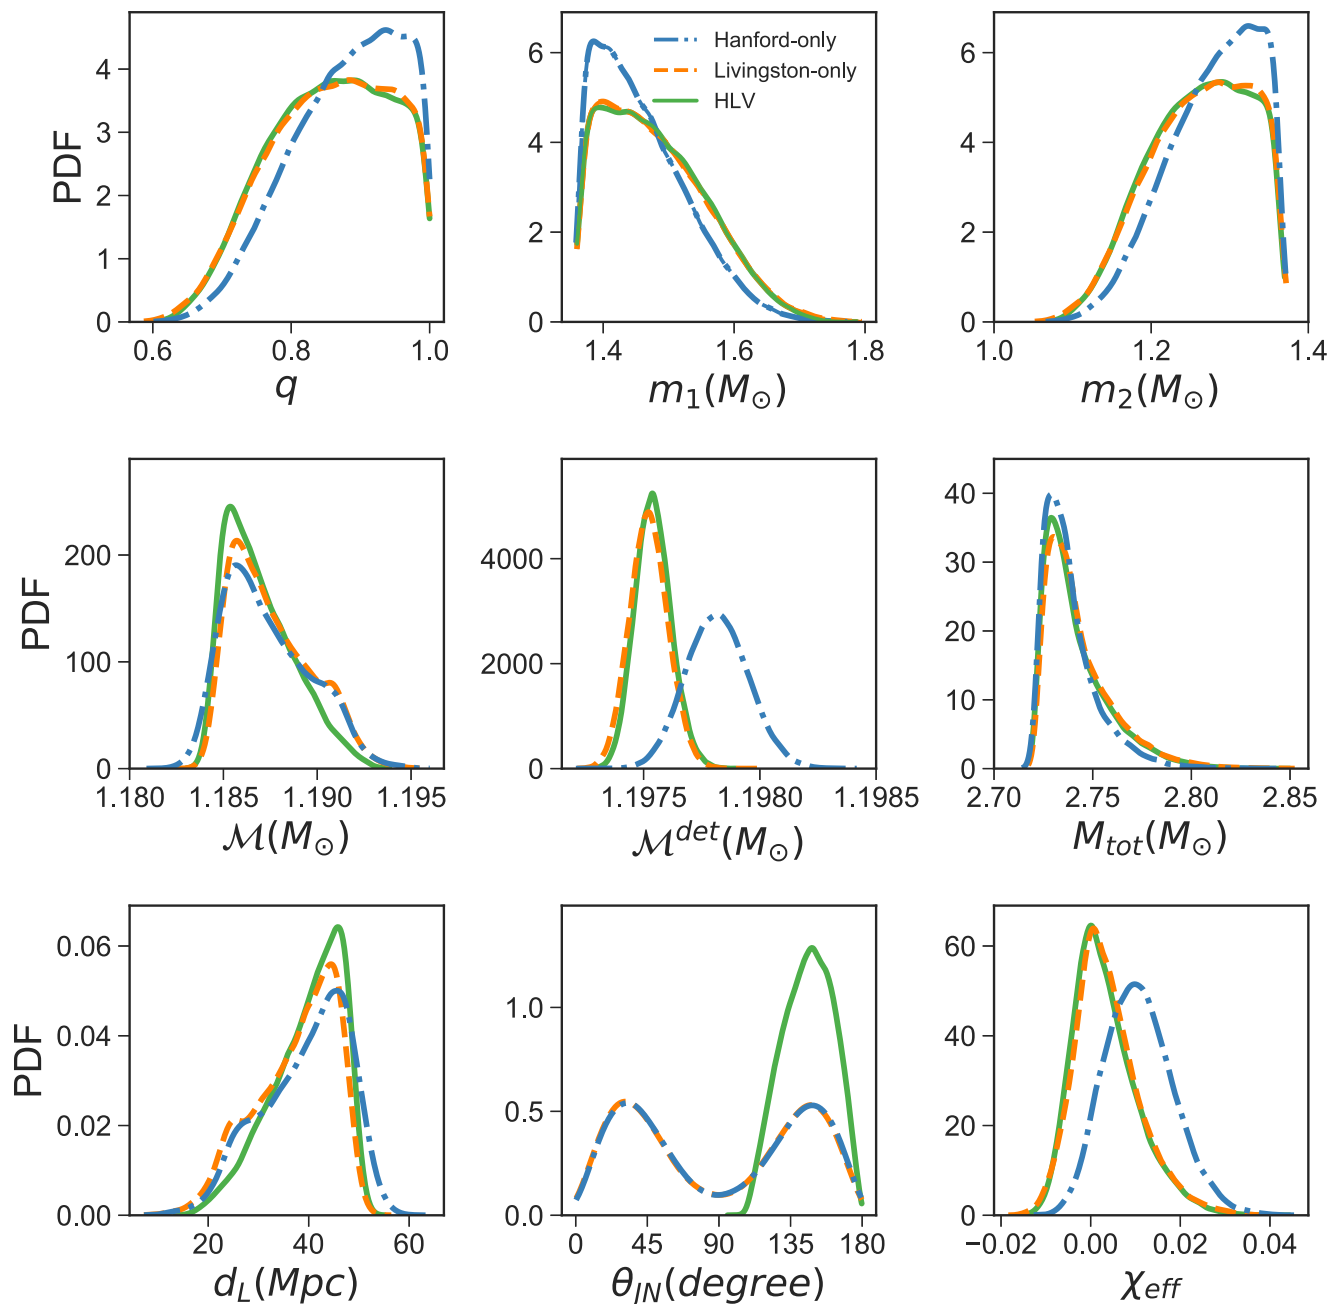 PDF
4
3
2
1
0
0.6 0.8 1.0
q
6
4
2
0
1.4 1.6 1.8
m₁(M⊙)
Hanford-only
Livingston-only
HLV
6
4
2
0
1.0 1.2 1.4
m₂(M⊙)
PDF
200
100
0
1.180 1.185 1.190 1.195
ℳ(M⊙)
4000
2000
0
1.1975 1.1980 1.1985
ℳ^det(M⊙)
40
30
20
10
0
2.70 2.75 2.80 2.85
M_tot(M⊙)
PDF
0.06
0.04
0.02
0.00
20 40 60
d_L(Mpc)
1.0
0.5
0.0
0 45 90 135 180
θ_JN(degree)
60
40
20
0
−0.02 0.00 0.02 0.04
χ_eff